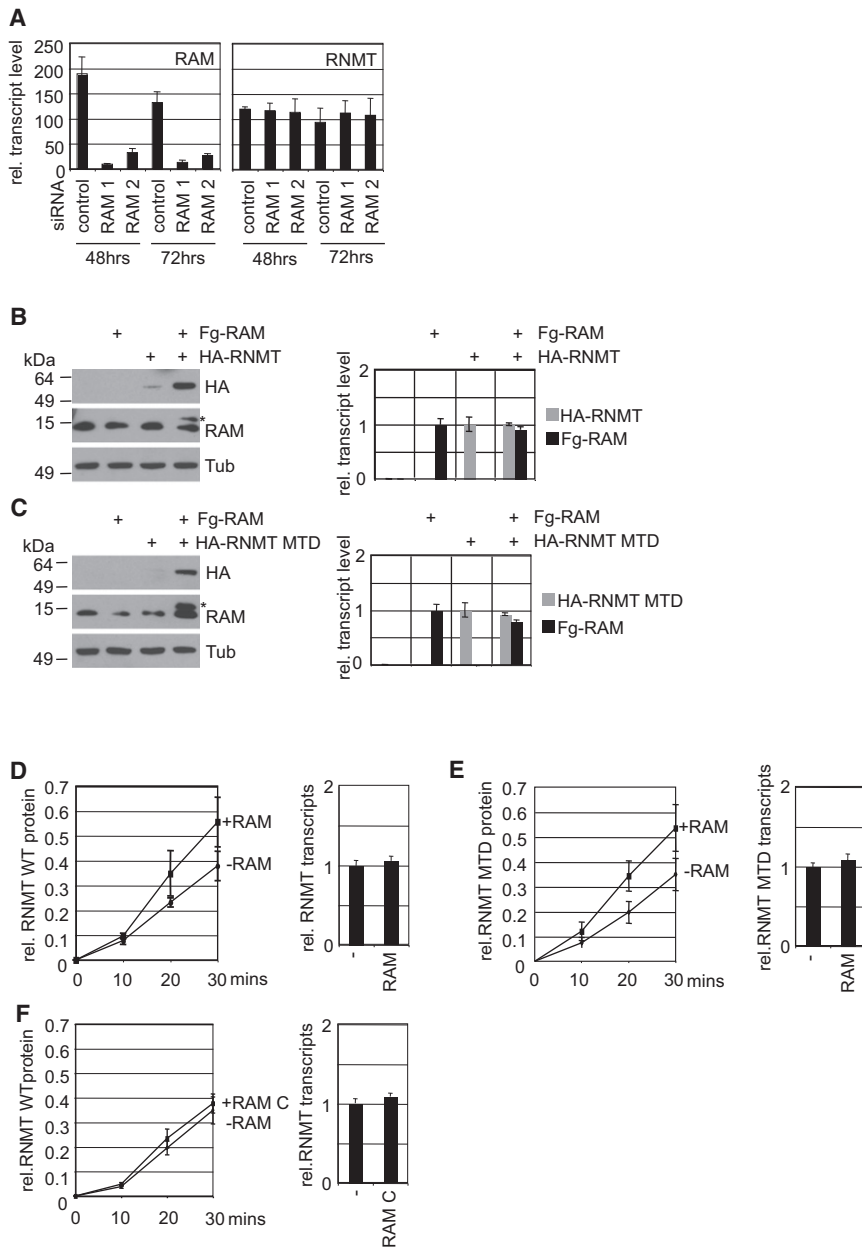 A
rel. transcript level
250
200
150
100
50
0
RAM
RNMT
siRNA
control
RAM 1
RAM 2
control
RAM 1
RAM 2
control
RAM 1
RAM 2
control
RAM 1
RAM 2
48hrs
72hrs
48hrs
72hrs
B
+ + Fg-RAM
+ + HA-RNMT
kDa
64
49
15
49
HA
*
RAM
Tub
+ + Fg-RAM
+ + HA-RNMT
rel. transcript level
2
1
0
HA-RNMT
Fg-RAM
C
+ + Fg-RAM
+ + HA-RNMT MTD
kDa
64
49
15
49
HA
*
RAM
Tub
+ + Fg-RAM
+ + HA-RNMT MTD
rel. transcript level
2
1
0
HA-RNMT MTD
Fg-RAM
D
rel. RNMT WT protein
0.7
0.6
0.5
0.4
0.3
0.2
0.1
0
+RAM
-RAM
0 10 20 30 mins
rel. RNMT transcripts
2
1
0
-
RAM
E
rel.RNMT MTD protein
0.7
0.6
0.5
0.4
0.3
0.2
0.1
0
+RAM
-RAM
0 10 20 30 mins
rel.RNMT MTD transcripts
2
1
0
-
RAM
F
rel.RNMT WTprotein
0.7
0.6
0.5
0.4
0.3
0.2
0.1
0
+RAM C
-RAM
0 10 20 30 mins
rel.RNMT transcripts
2
1
0
-
RAM C